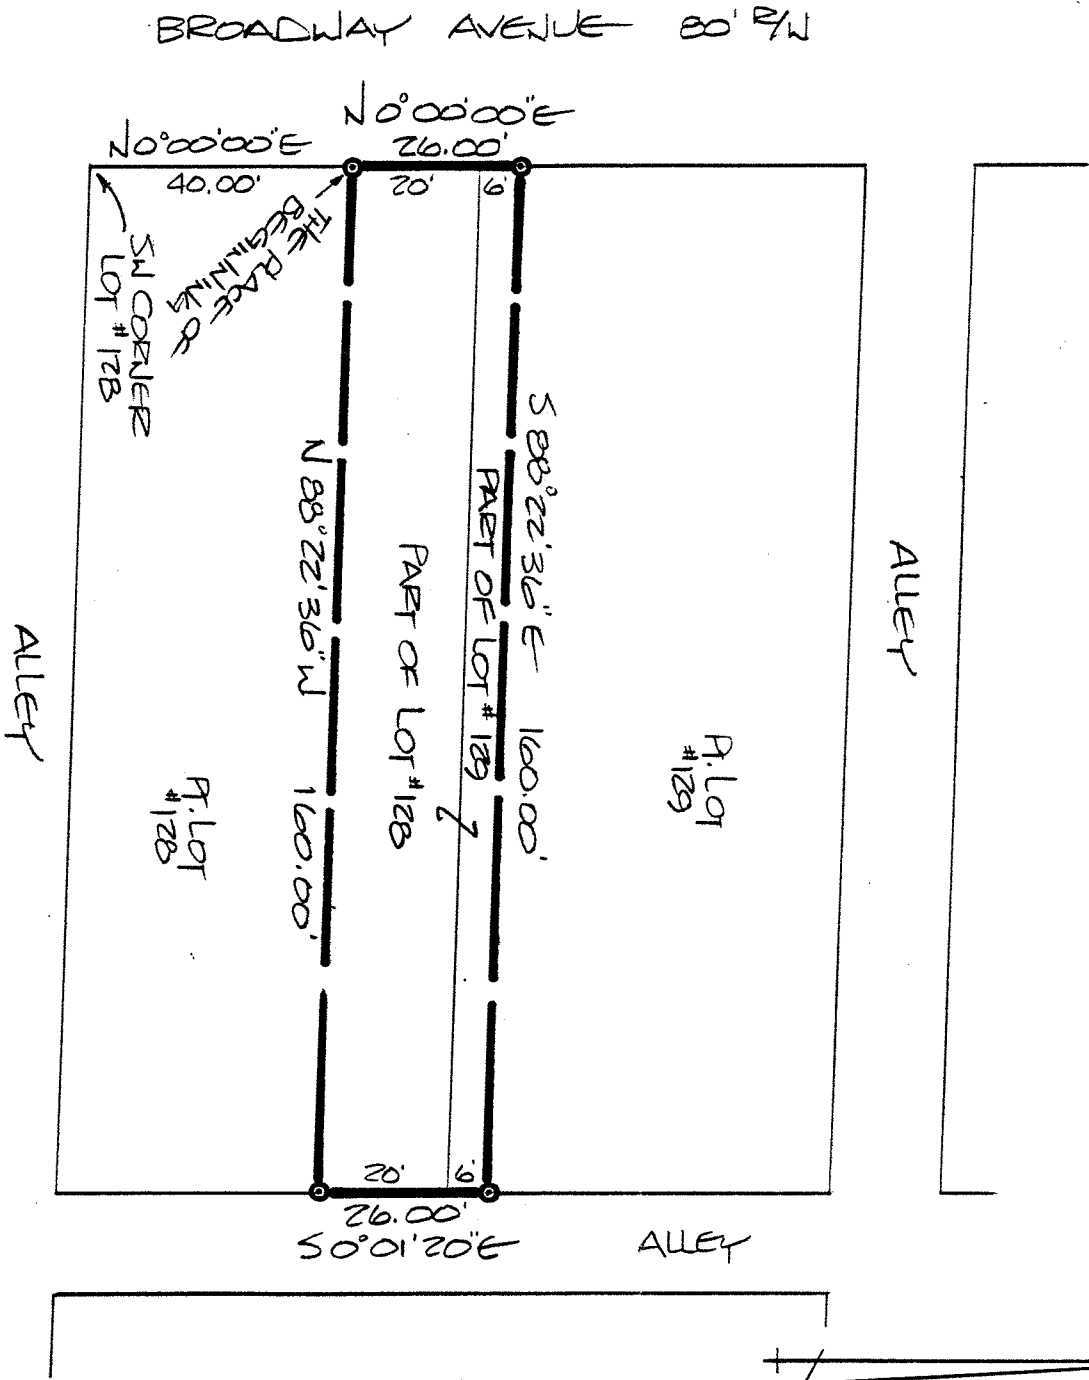 BROADWAY AVENUE 80' R/W
N0°00'00"E
N0°00'00"E
26.00'
40.00'
20'
6'
THE PLACE OF
BEGINNING
SW CORNER
LOT #128
S 88°22'36" E 160.00'
N 88°22'36" W 160.00'
PART OF LOT #129
PART OF LOT #128
ALLEY
ALLEY
PT. LOT
#129
PT. LOT
#128
20'
6'
26.00'
S0°01'20"E
ALLEY